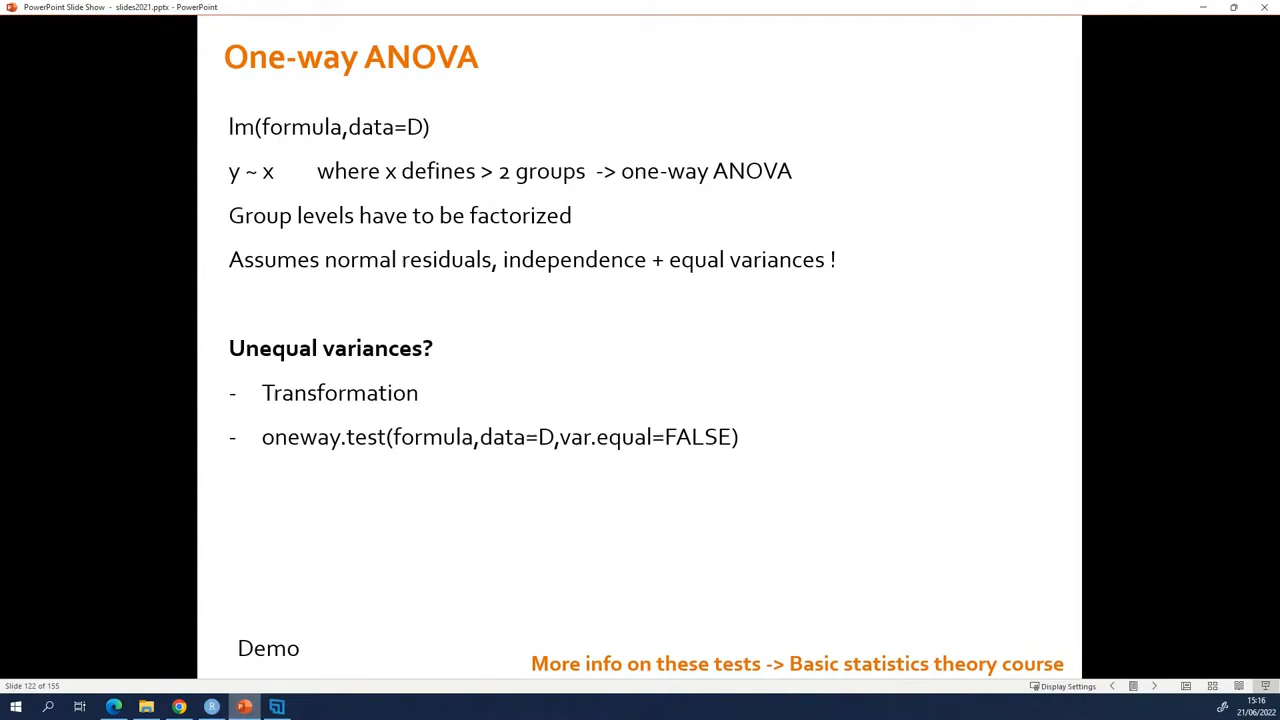 PowerPoint Slide Show - slides2021.pptx - PowerPoint
One-way ANOVA
lm(formula,data=D)
y ~ x where x defines > 2 groups -> one-way ANOVA
Group levels have to be factorized
Assumes normal residuals, independence + equal variances !
Unequal variances?
- Transformation
- oneway.test(formula,data=D,var.equal=FALSE)
Demo
More info on these tests -> Basic statistics theory course
Slide 122 of 155
Display Settings
15:16
21/06/2022